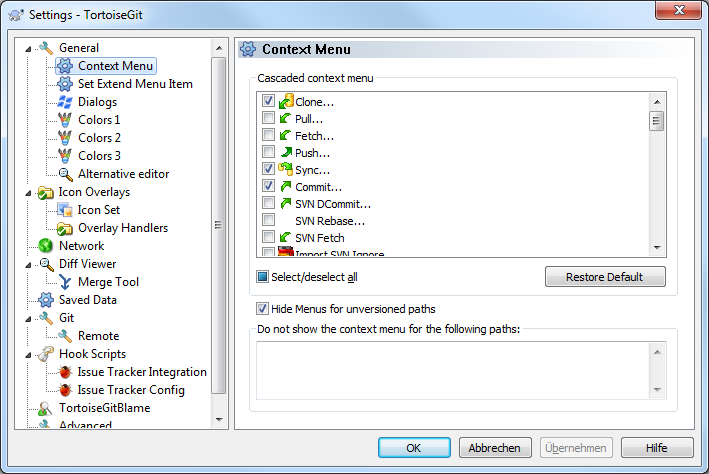 Settings - TortoiseGit
General
Context Menu
Set Extend Menu Item
Dialogs
Colors 1
Colors 2
Colors 3
Alternative editor
Icon Overlays
Icon Set
Overlay Handlers
Network
Diff Viewer
Merge Tool
Saved Data
Git
Remote
Hook Scripts
Issue Tracker Integration
Issue Tracker Config
TortoiseGitBlame
Advanced
Context Menu
Cascaded context menu
Clone...
Pull...
Fetch...
Push...
Sync...
Commit...
SVN DCommit...
SVN Rebase...
SVN Fetch
Import SVN Ignore
Select/deselect all
Restore Default
Hide Menus for unversioned paths
Do not show the context menu for the following paths:
OK
Abbrechen
Übernehmen
Hilfe